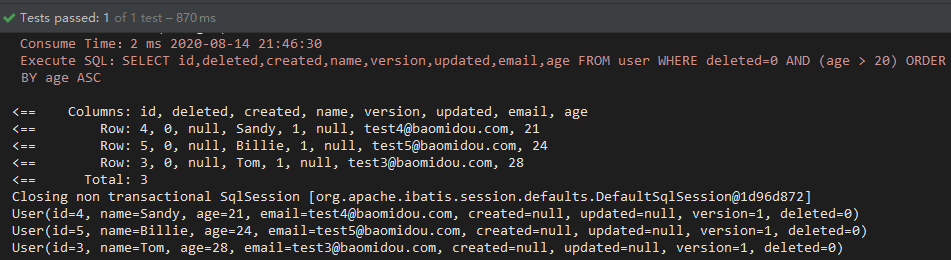 Tests passed: 1 of 1 test – 870 ms
Consume Time: 2 ms 2020-08-14 21:46:30
Execute SQL: SELECT id,deleted,created,name,version,updated,email,age FROM user WHERE deleted=0 AND (age > 20) ORDER
BY age ASC
<==    Columns: id, deleted, created, name, version, updated, email, age
<==        Row: 4, 0, null, Sandy, 1, null, test4@baomidou.com, 21
<==        Row: 5, 0, null, Billie, 1, null, test5@baomidou.com, 24
<==        Row: 3, 0, null, Tom, 1, null, test3@baomidou.com, 28
<==      Total: 3
Closing non transactional SqlSession [org.apache.ibatis.session.defaults.DefaultSqlSession@1d96d872]
User(id=4, name=Sandy, age=21, email=test4@baomidou.com, created=null, updated=null, version=1, deleted=0)
User(id=5, name=Billie, age=24, email=test5@baomidou.com, created=null, updated=null, version=1, deleted=0)
User(id=3, name=Tom, age=28, email=test3@baomidou.com, created=null, updated=null, version=1, deleted=0)